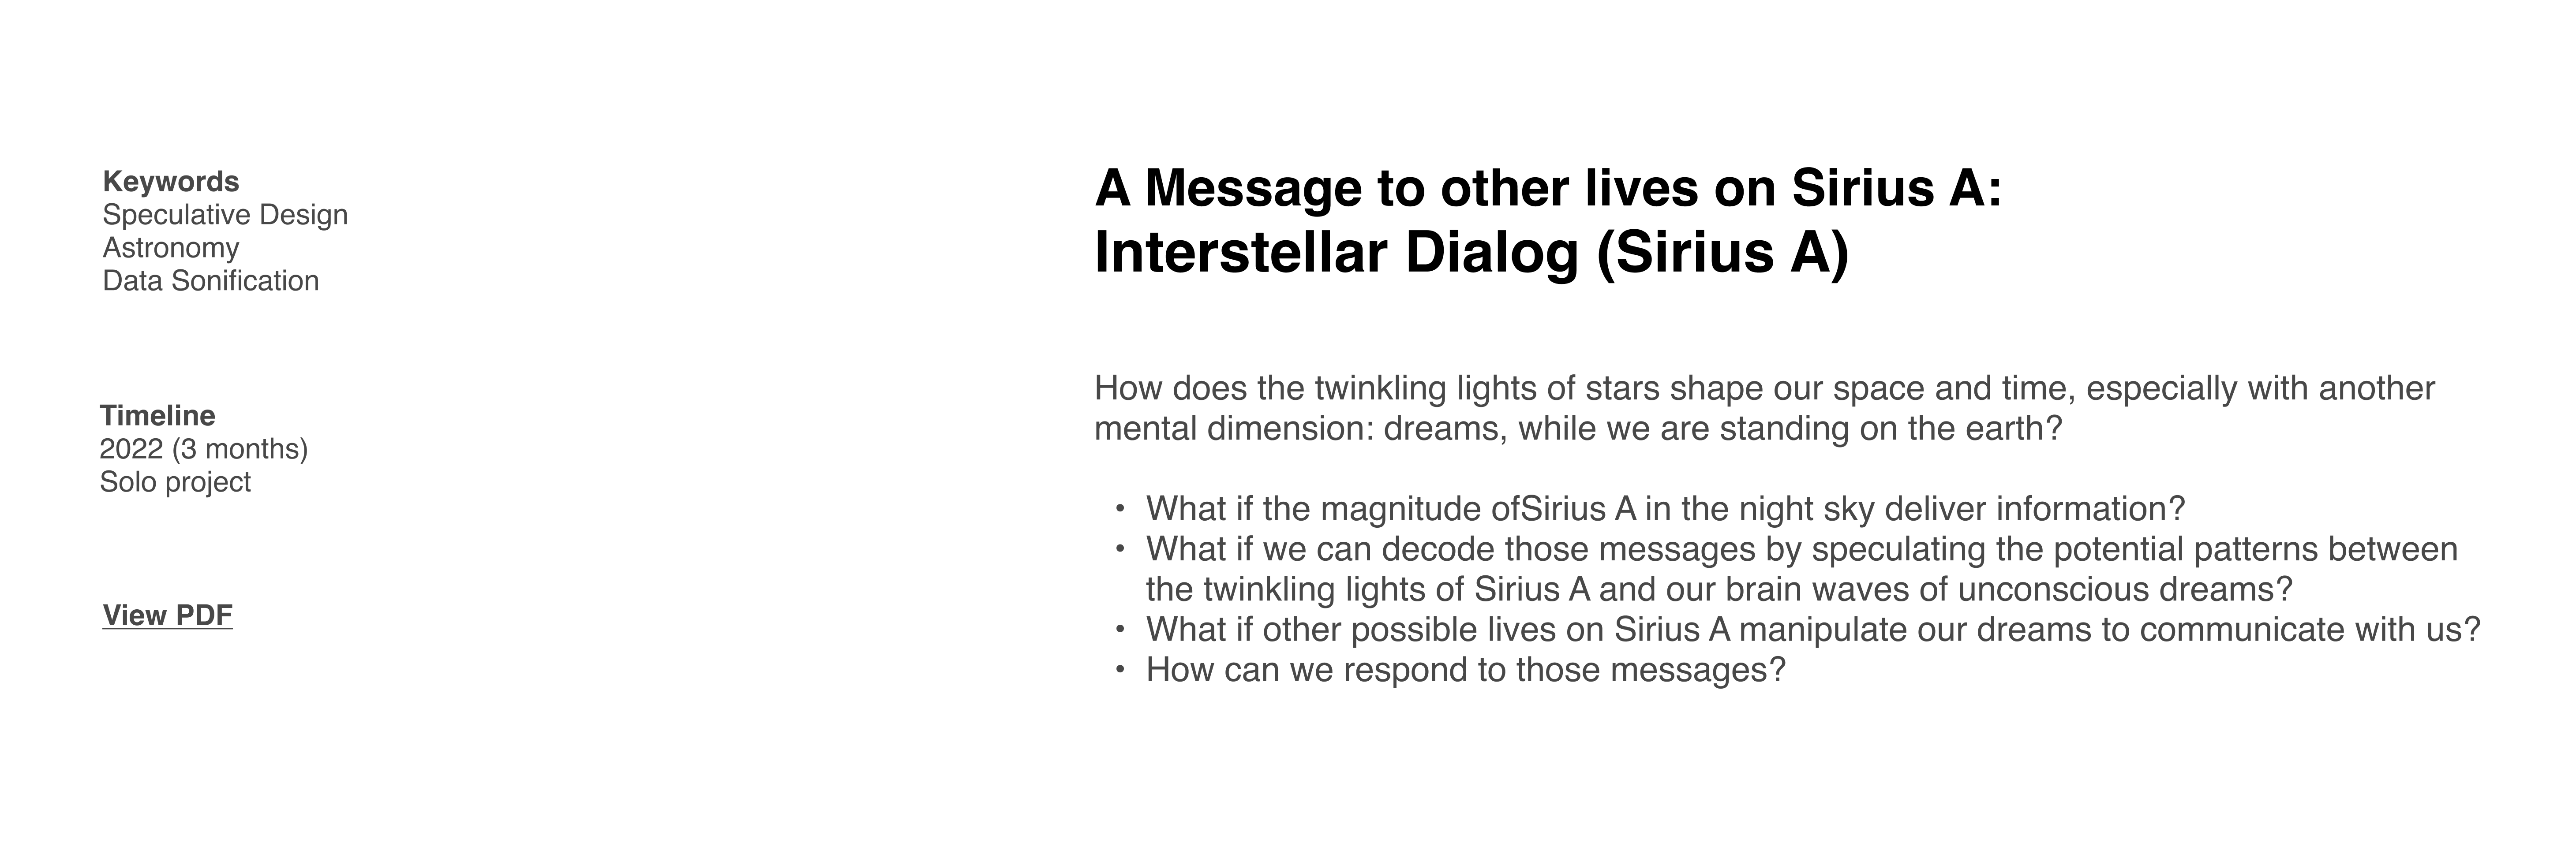 Keywords
Speculative Design
Astronomy
Data Sonification
Timeline
2022 (3 months)
Solo project
View PDF
A Message to other lives on Sirius A:
Interstellar Dialog (Sirius A)
How does the twinkling lights of stars shape our space and time, especially with another
mental dimension: dreams, while we are standing on the earth?
• What if the magnitude ofSirius A in the night sky deliver information?
• What if we can decode those messages by speculating the potential patterns between
the twinkling lights of Sirius A and our brain waves of unconscious dreams?
• What if other possible lives on Sirius A manipulate our dreams to communicate with us?
• How can we respond to those messages?